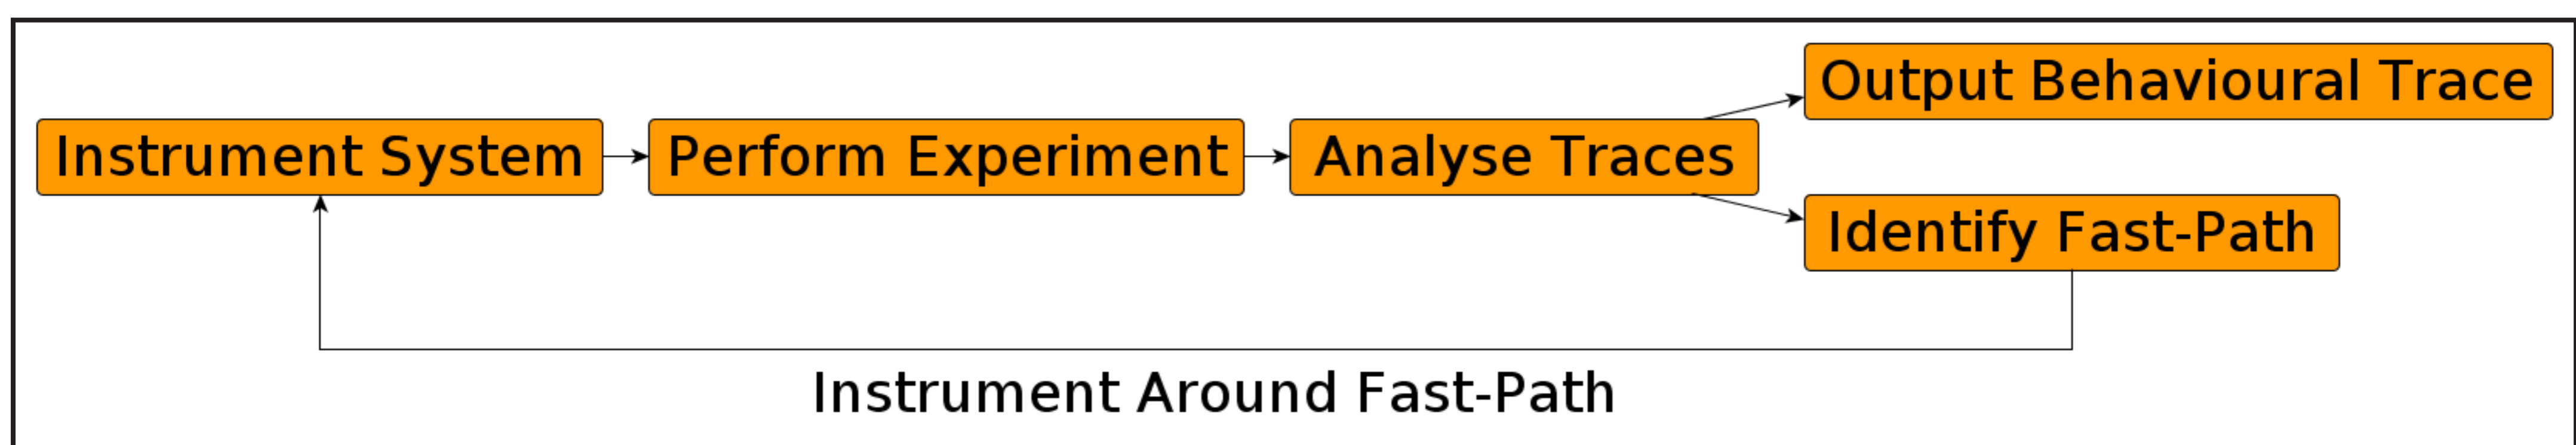 Output Behavioural Trace
Instrument System
Perform Experiment
Analyse Traces
Identify Fast-Path
Instrument Around Fast-Path